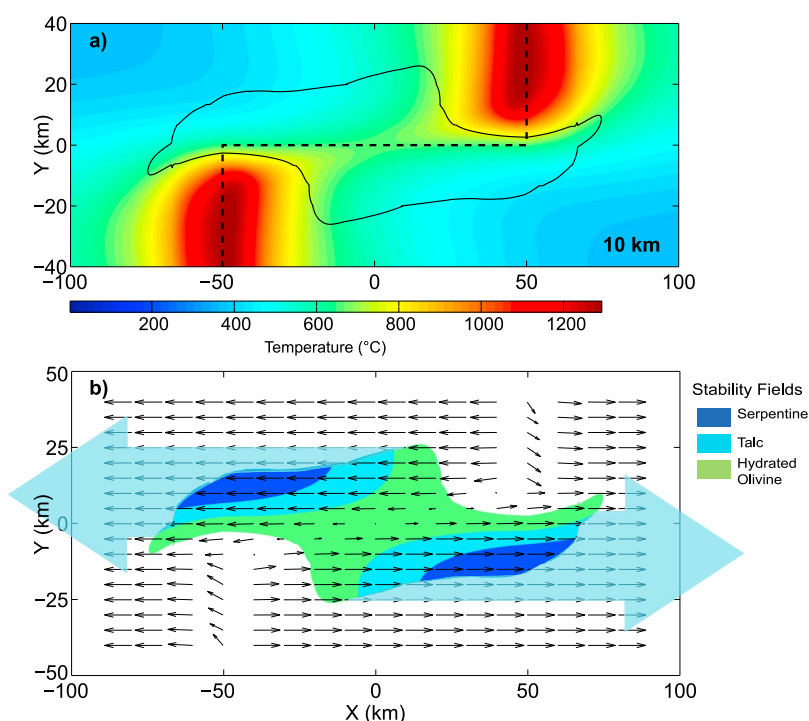 a)
40
20
0
−20
−40
Y (km)
10 km
−100
−50
0
50
100
200
400
600
800
1000
1200
Temperature (°C)
b)
50
25
0
−25
−50
Y (km)
−100
−50
0
50
100
X (km)
Stability Fields
Serpentine
Talc
Hydrated
Olivine